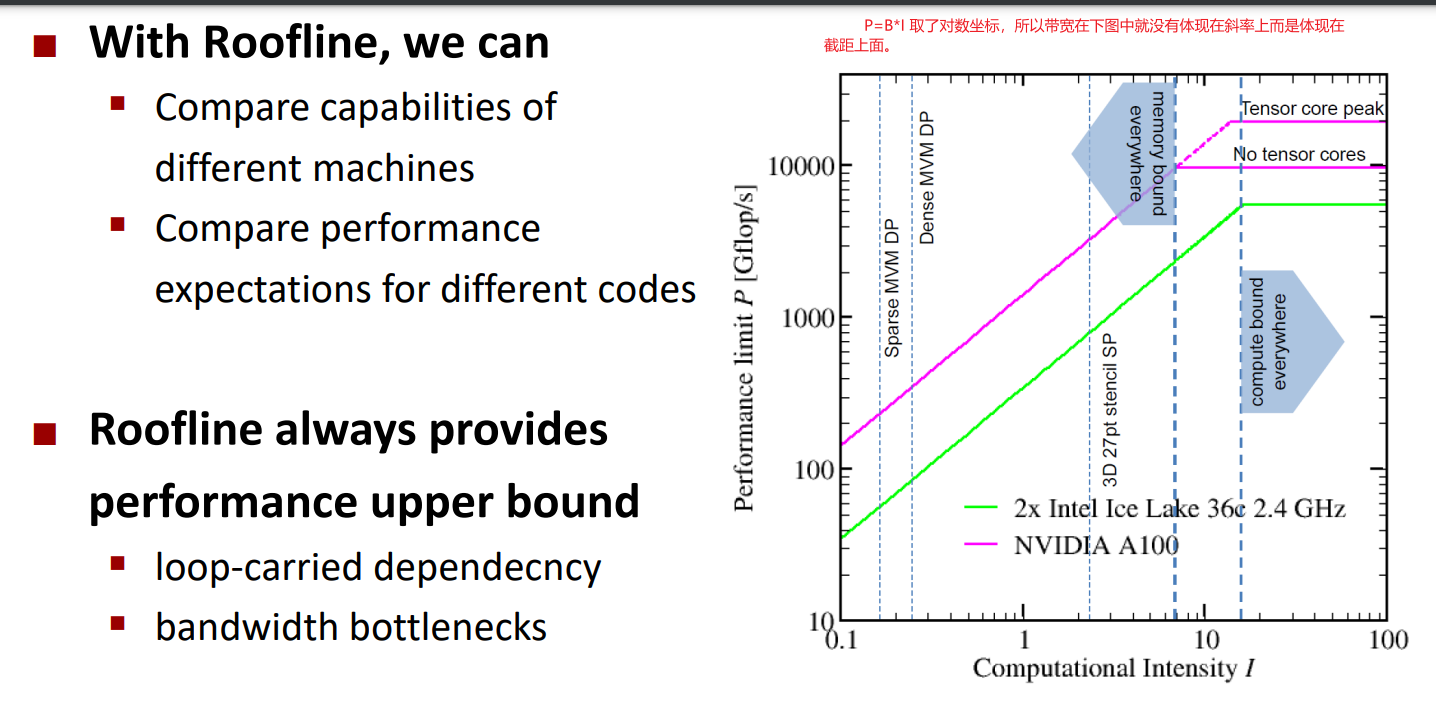 With Roofline, we can
Compare capabilities of
different machines
Compare performance
expectations for different codes
Roofline always provides
performance upper bound
loop-carried dependecncy
bandwidth bottlenecks
P=B*I 取了对数坐标，所以带宽在下图中就没有体现在斜率上而是体现在
截距上面。
Performance limit P [Gflop/s]
10000
1000
100
10
Sparse MVM DP
Dense MVM DP
3D 27pt stencil SP
memory bound
everywhere
Tensor core peak
No tensor cores
compute bound
everywhere
2x Intel Ice Lake 36c 2.4 GHz
NVIDIA A100
0.1
1
10
100
Computational Intensity I